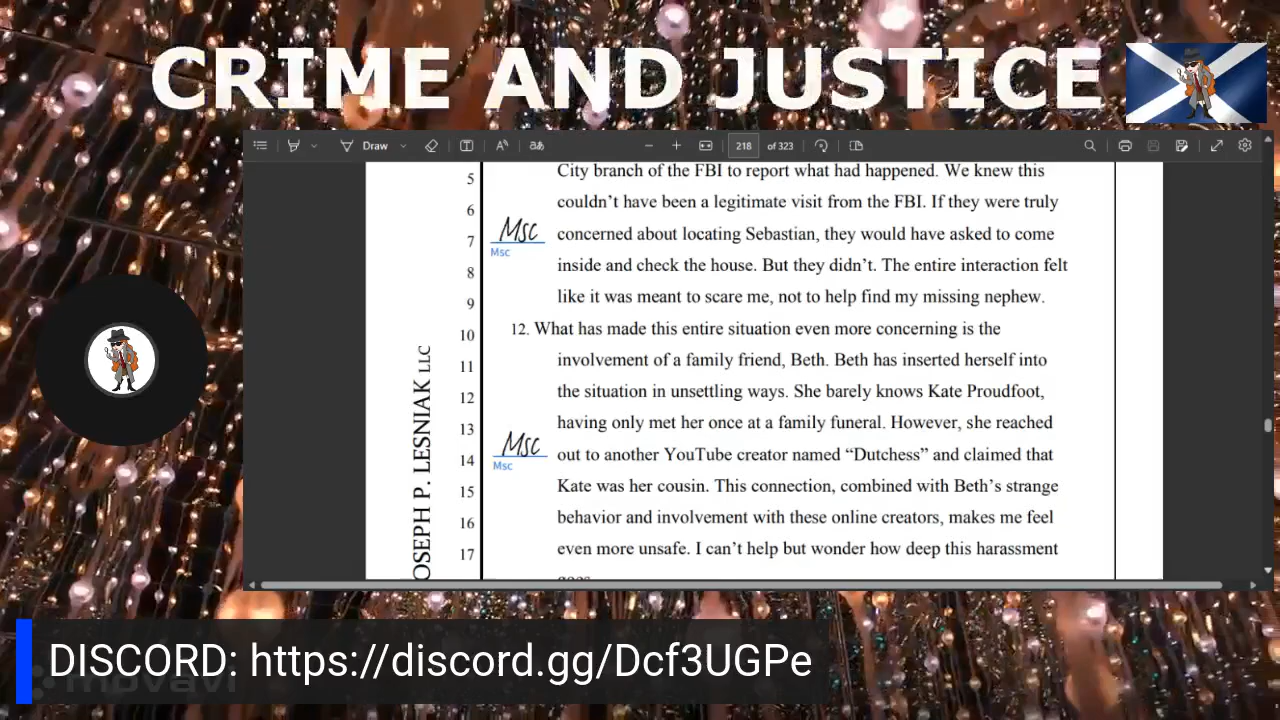 CRIME AND JUSTICE
Draw
218 of 323
5 City branch of the FBI to report what had happened. We knew this
6 couldn’t have been a legitimate visit from the FBI. If they were truly
Msc
7 concerned about locating Sebastian, they would have asked to come
Msc
8 inside and check the house. But they didn’t. The entire interaction felt
9 like it was meant to scare me, not to help find my missing nephew.
10 12. What has made this entire situation even more concerning is the
11 involvement of a family friend, Beth. Beth has inserted herself into
12 the situation in unsettling ways. She barely knows Kate Proudfoot,
13 having only met her once at a family funeral. However, she reached
Msc
14 out to another YouTube creator named “Dutchess” and claimed that
Msc
15 Kate was her cousin. This connection, combined with Beth’s strange
16 behavior and involvement with these online creators, makes me feel
17 even more unsafe. I can’t help but wonder how deep this harassment
OSEPH P. LESNIAK LLC
DISCORD: https://discord.gg/Dcf3UGPe